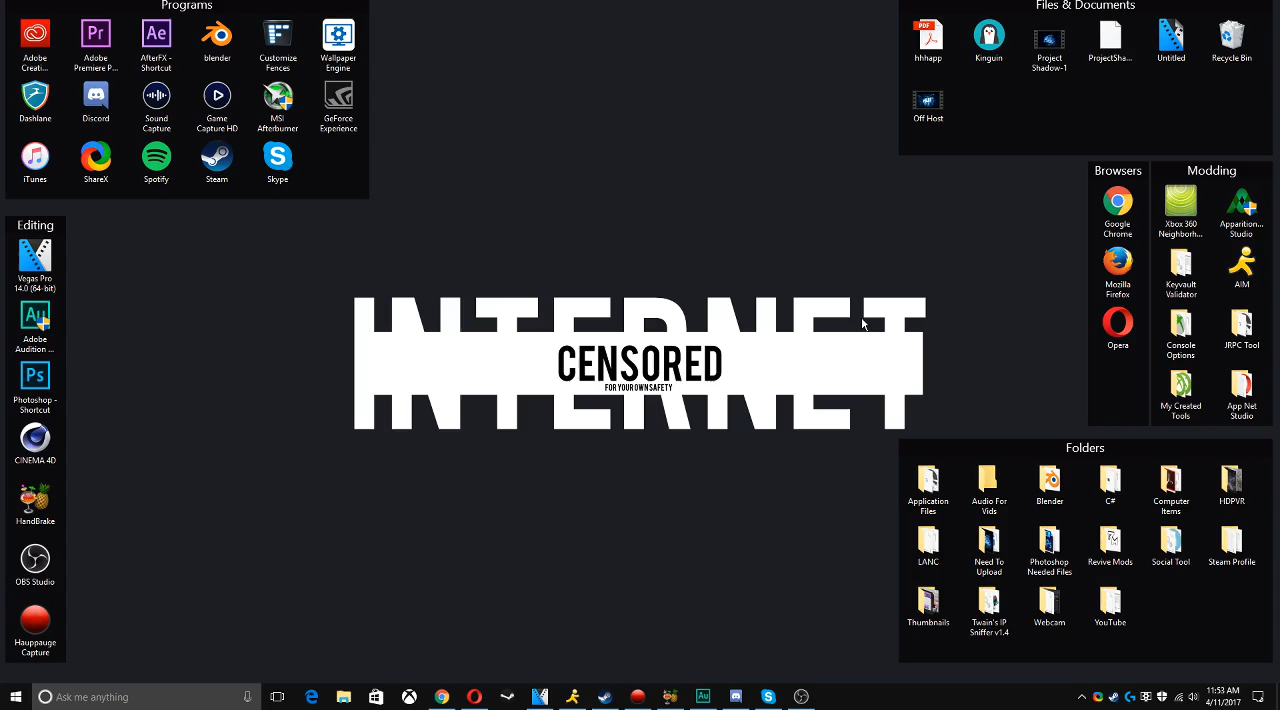 Programs
Adobe Creati...
Adobe Premiere P...
AfterFX - Shortcut
blender
Customize Fences
Wallpaper Engine
Dashlane
Discord
Sound Capture
Game Capture HD
MSI Afterburner
GeForce Experience
iTunes
ShareX
Spotify
Steam
Skype
Editing
Vegas Pro 14.0 (64-bit)
Adobe Audition ...
Photoshop - Shortcut
CINEMA 4D
HandBrake
OBS Studio
Hauppauge Capture
INTERNET
CENSORED
FOR YOUR OWN SAFETY
Files & Documents
hhhapp
Kinguin
Project Shadow-1
ProjectSha...
Untitled
Recycle Bin
Off Host
Browsers
Google Chrome
Mozilla Firefox
Opera
Modding
Xbox 360 Neighborh...
Apparition... Studio
Keyvault Validator
AIM
Console Options
JRPC Tool
My Created Tools
App Net Studio
Folders
Application Files
Audio For Vids
Blender
C#
Computer Items
HDPVR
LANC
Need To Upload
Photoshop Needed Files
Revive Mods
Social Tool
Steam Profile
Thumbnails
Twain's IP Sniffer v1.4
Webcam
YouTube
Ask me anything
11:53 AM
4/11/2017